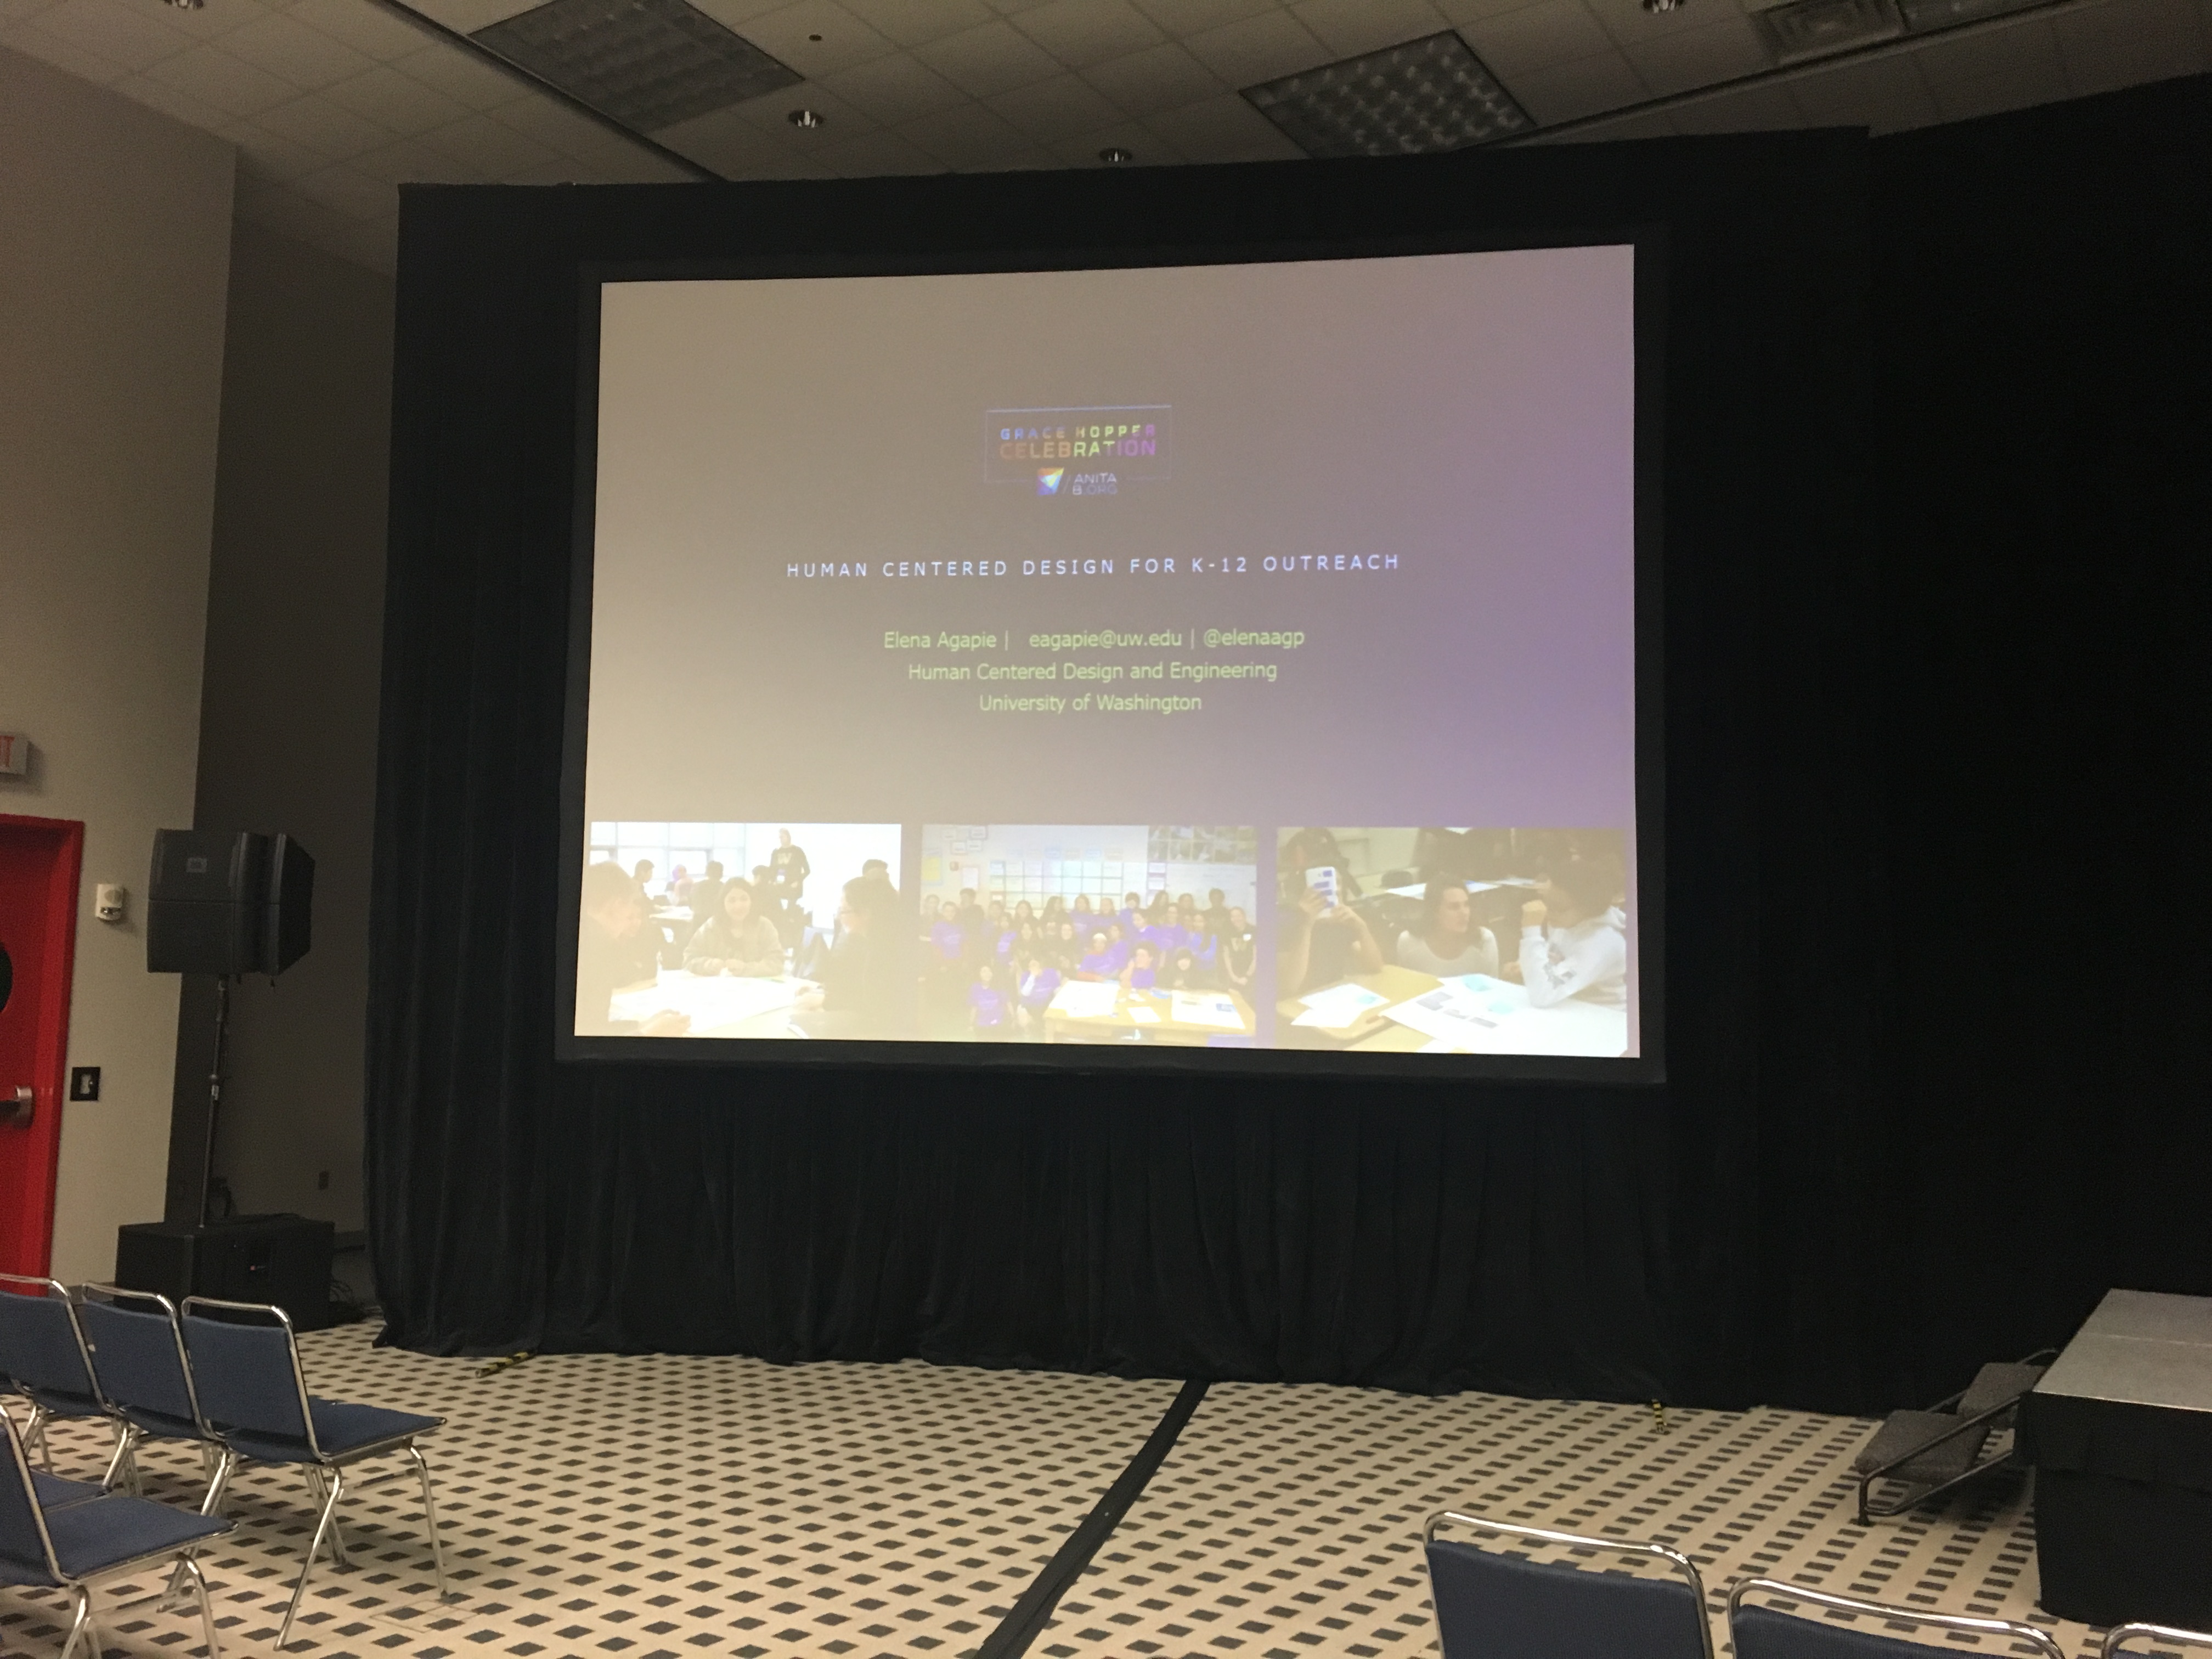 GRACE HOPPER
CELEBRATION
ANITA
B.ORG
HUMAN CENTERED DESIGN FOR K-12 OUTREACH
Elena Agapie | eagapie@uw.edu | @elenaagp
Human Centered Design and Engineering
University of Washington